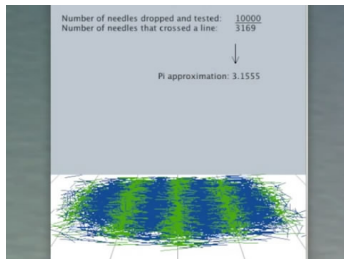 Number of needles dropped and tested: 10000
Number of needles that crossed a line: 3169
Pi approximation: 3.1555